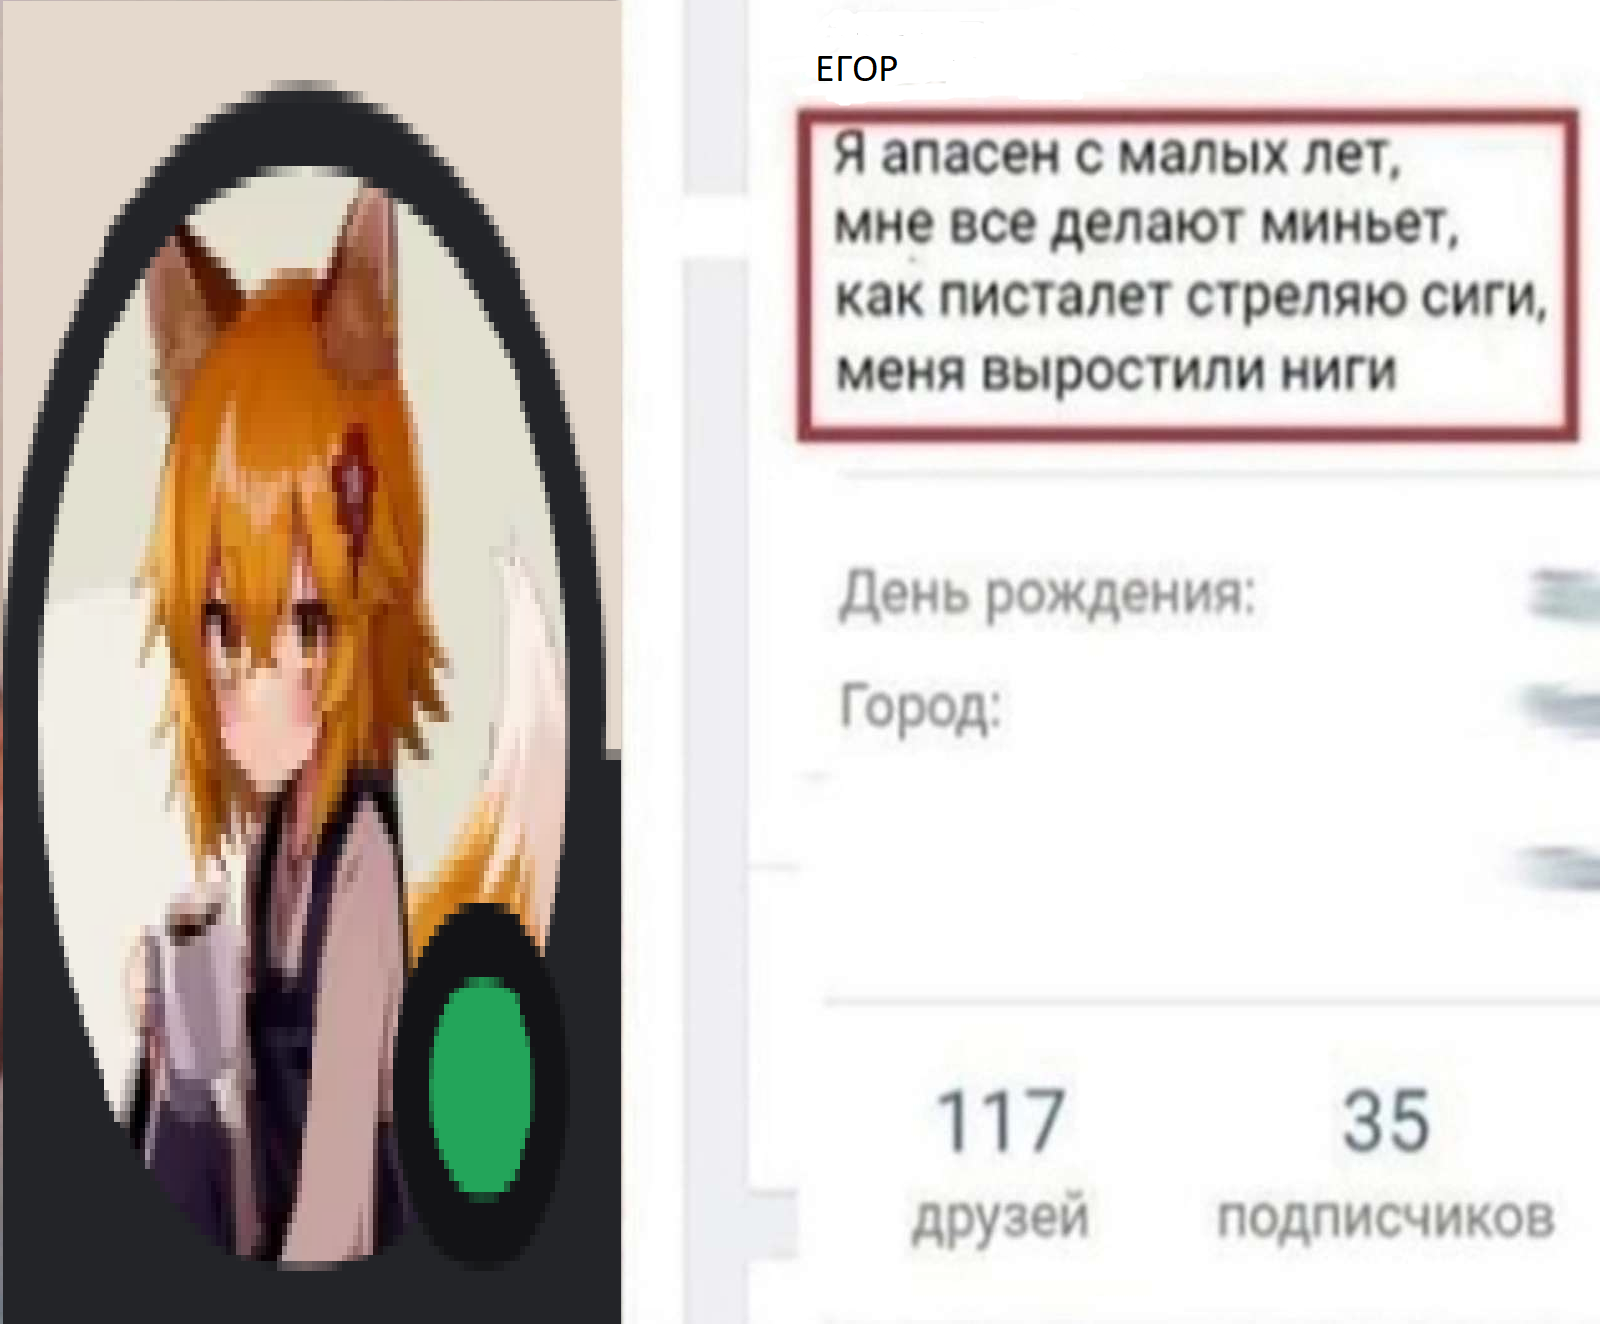 ЕГОР
Я апасен с малых лет,
мне все делают миньет,
как писталет стреляю сиги,
меня выростили ниги
День рождения:
Город:
117 35
друзей подписчиков